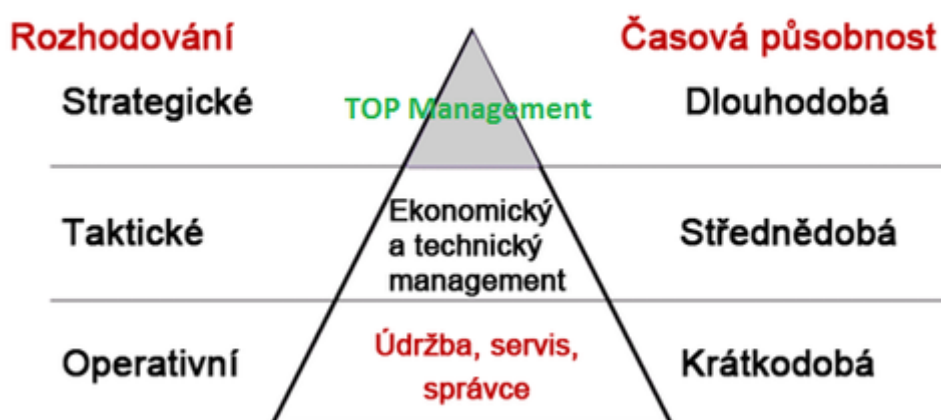 Rozhodování
Časová působnost
Strategické
TOP Management
Dlouhodobá
Taktické
Ekonomický
a technický
management
Střednědobá
Operativní
Údržba, servis,
správce
Krátkodobá